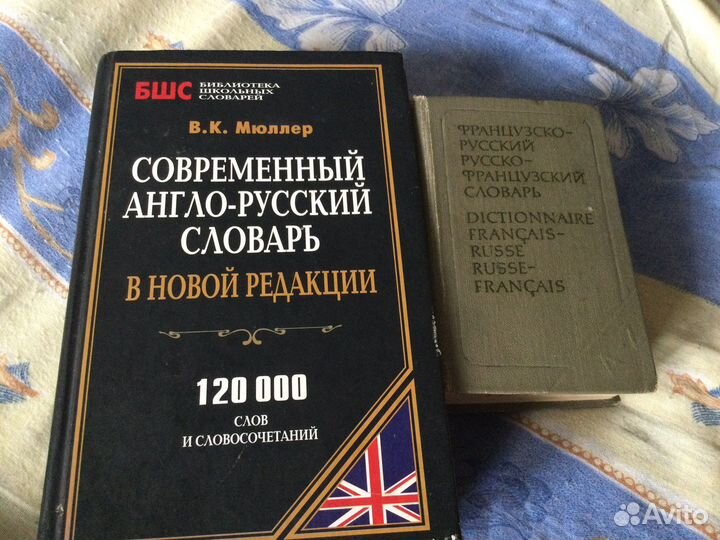 БШС
БИБЛИОТЕКА
ШКОЛЬНЫХ
СЛОВАРЕЙ
В.К. Мюллер
СОВРЕМЕННЫЙ
АНГЛО-РУССКИЙ
СЛОВАРЬ
В НОВОЙ РЕДАКЦИИ
120 000
СЛОВ
И СЛОВОСОЧЕТАНИЙ
ФРАНЦУЗСКО-
РУССКИЙ
РУССКО-
ФРАНЦУЗСКИЙ
СЛОВАРЬ
DICTIONNAIRE
FRANÇAIS-
RUSSE
RUSSE-
FRANÇAIS
Avito